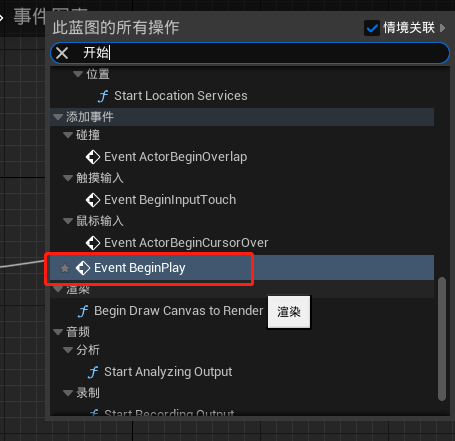 事件图表
此蓝图的所有操作
情境关联
开始
位置
Start Location Services
添加事件
碰撞
Event ActorBeginOverlap
触摸输入
Event BeginInputTouch
鼠标输入
Event ActorBeginCursorOver
Event BeginPlay
渲染
Begin Draw Canvas to Render
渲染
音频
分析
Start Analyzing Output
录制
Start Recording Output